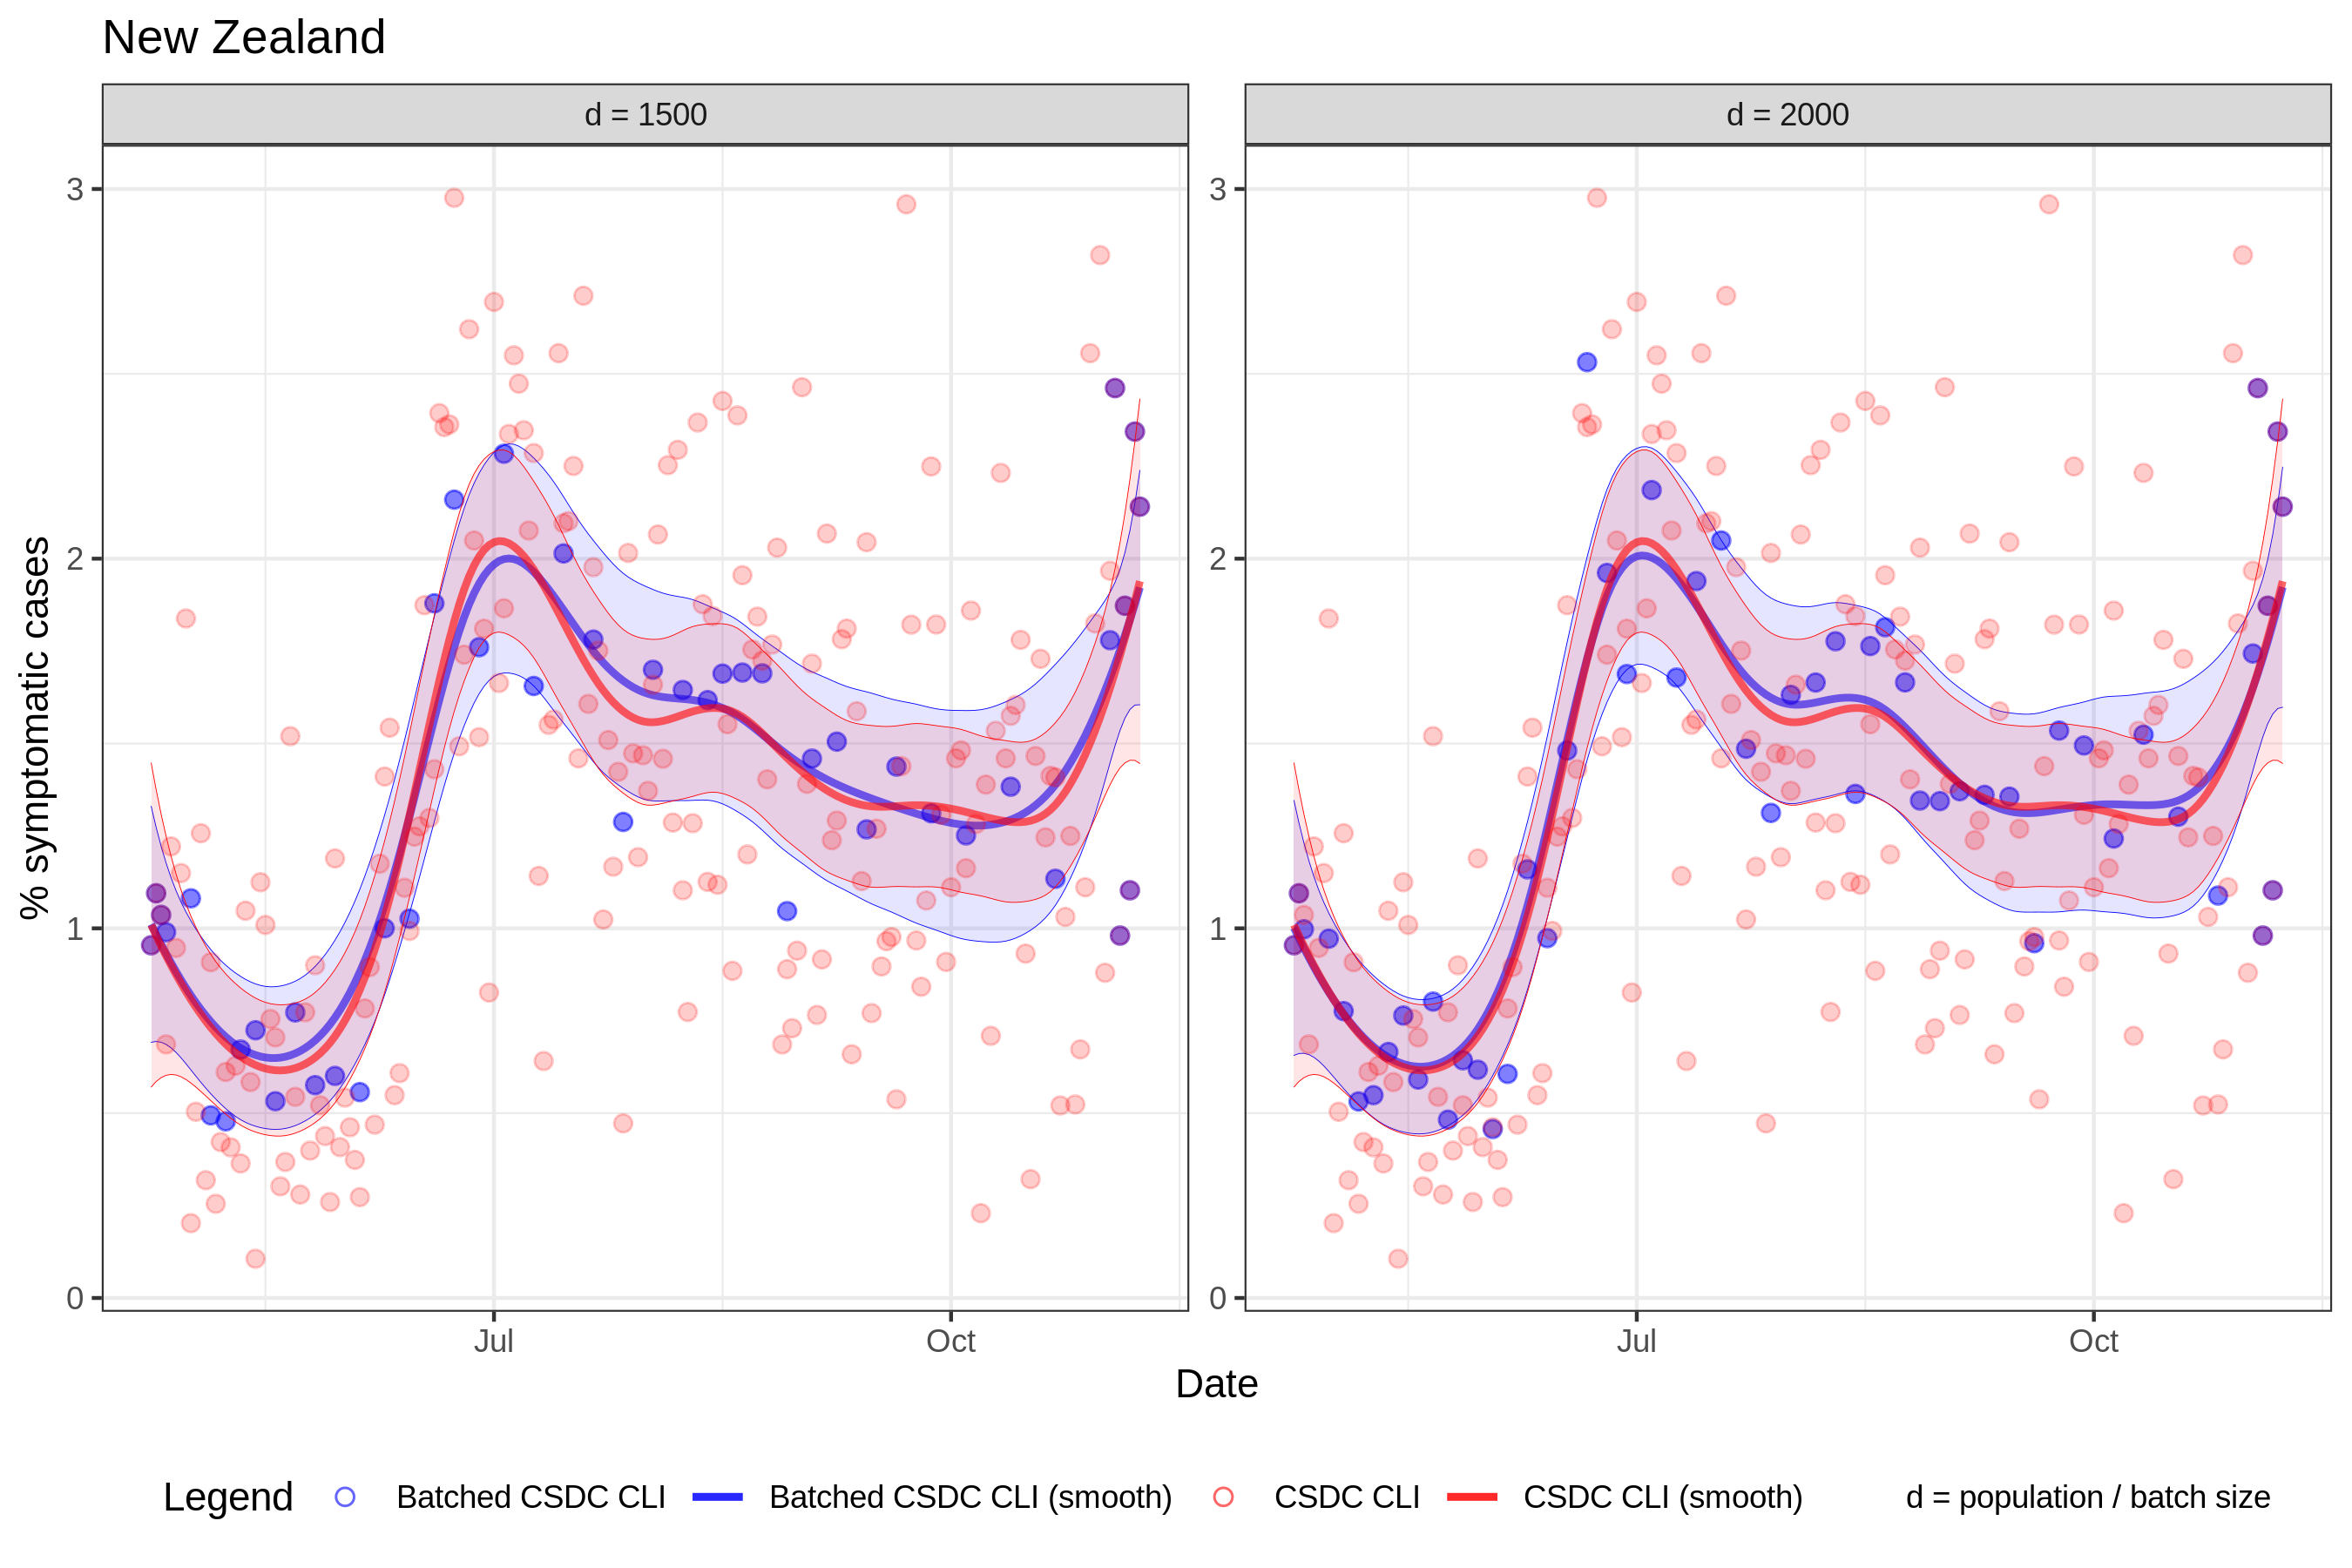 New Zealand
d = 1500
d = 2000
% symptomatic cases
3
2
1
0
3
2
1
0
Jul
Oct
Jul
Oct
Date
Legend
Batched CSDC CLI
Batched CSDC CLI (smooth)
CSDC CLI
CSDC CLI (smooth)
d = population / batch size